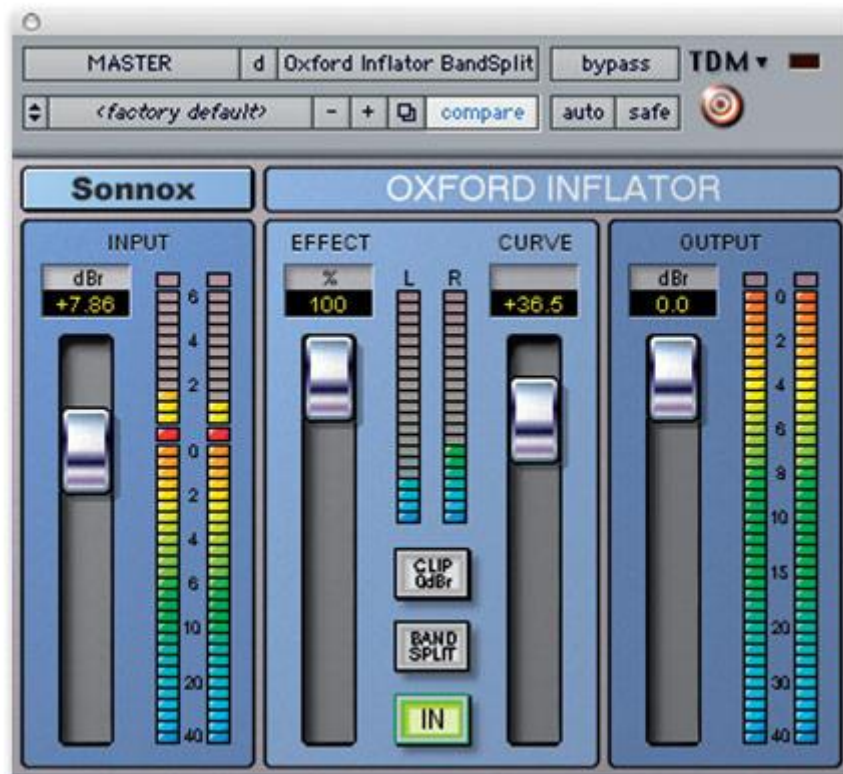 MASTER d Oxford Inflator BandSplit bypass TDM
<factory default> - + compare auto safe
Sonnox OXFORD INFLATOR
INPUT
dBr
+7.86
6
4
2
0
2
4
6
10
20
40
EFFECT
%
100
L R
CURVE
+36.5
CLIP
0dBr
BAND
SPLIT
IN
OUTPUT
dBr
0.0
0
2
4
6
8
10
15
20
30
40